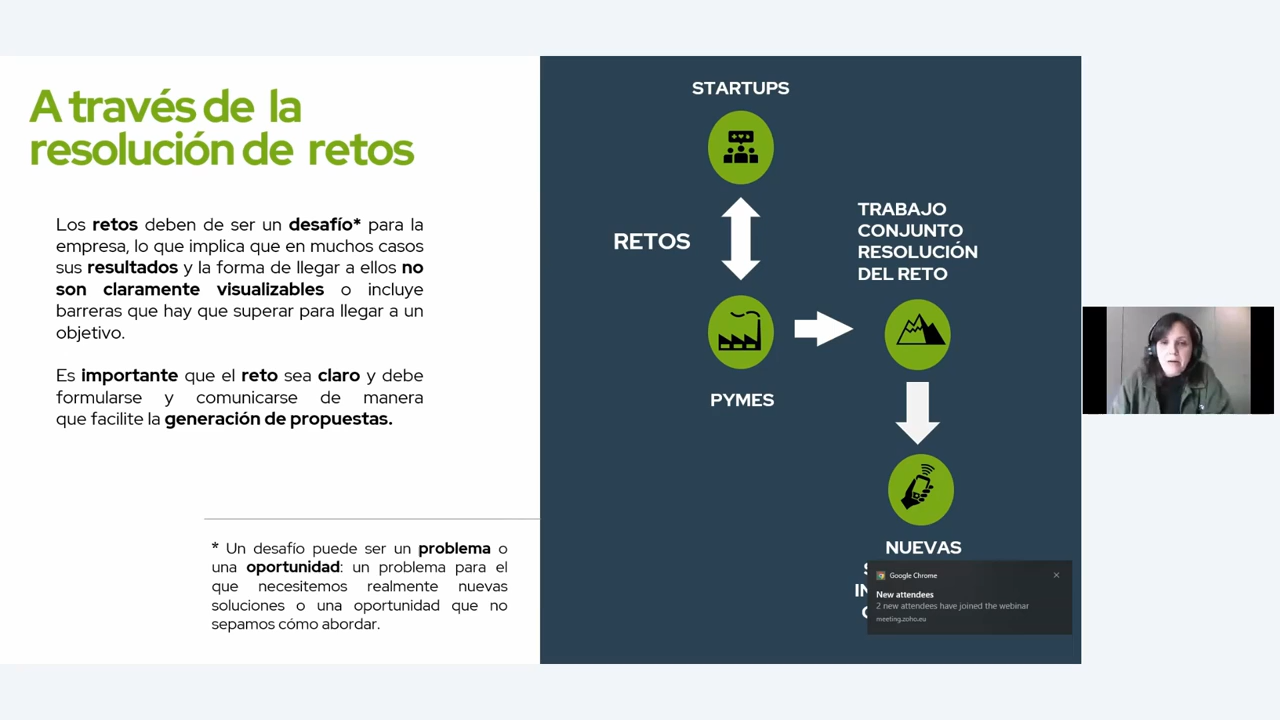 A través de la
resolución de retos
Los retos deben de ser un desafío* para la
empresa, lo que implica que en muchos casos
sus resultados y la forma de llegar a ellos no
son claramente visualizables o incluye
barreras que hay que superar para llegar a un
objetivo.
Es importante que el reto sea claro y debe
formularse y comunicarse de manera
que facilite la generación de propuestas.
* Un desafío puede ser un problema o
una oportunidad: un problema para el
que necesitemos realmente nuevas
soluciones o una oportunidad que no
sepamos cómo abordar.
STARTUPS
RETOS
PYMES
TRABAJO
CONJUNTO
RESOLUCIÓN
DEL RETO
NUEVAS
Google Chrome
New attendees
2 new attendees have joined the webinar
meeting.zoho.eu